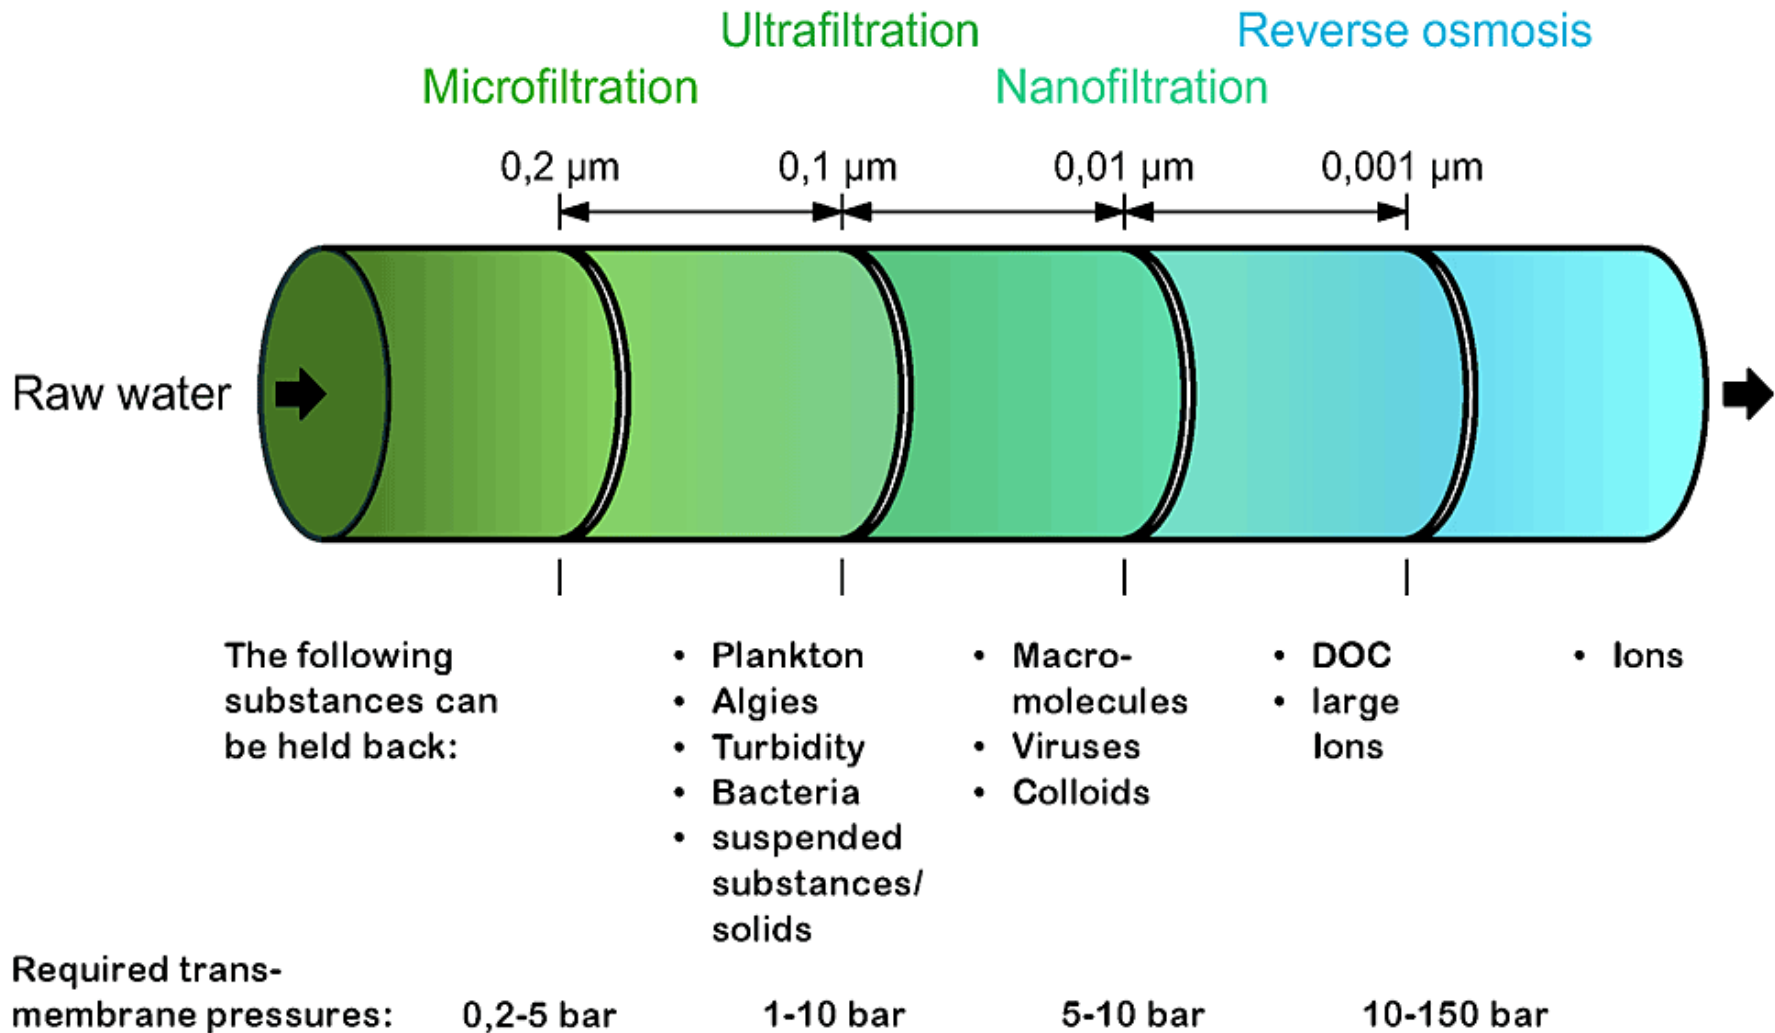 Ultrafiltration
Reverse osmosis
Microfiltration
Nanofiltration
0,2 µm
0,1 µm
0,01 µm
0,001 µm
Raw water
The following
substances can
be held back:
• Plankton
• Algies
• Turbidity
• Bacteria
• suspended
substances/
solids
• Macro-
molecules
• Viruses
• Colloids
• DOC
• large
Ions
• Ions
Required trans-
membrane pressures:
0,2-5 bar
1-10 bar
5-10 bar
10-150 bar